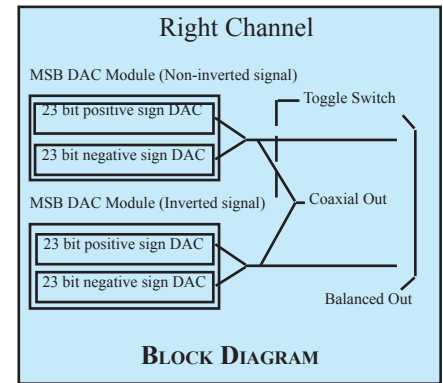 Right Channel
MSB DAC Module (Non-inverted signal)
Toggle Switch
23 bit positive sign DAC
23 bit negative sign DAC
MSB DAC Module (Inverted signal)
Coaxial Out
23 bit positive sign DAC
23 bit negative sign DAC
Balanced Out
BLOCK DIAGRAM